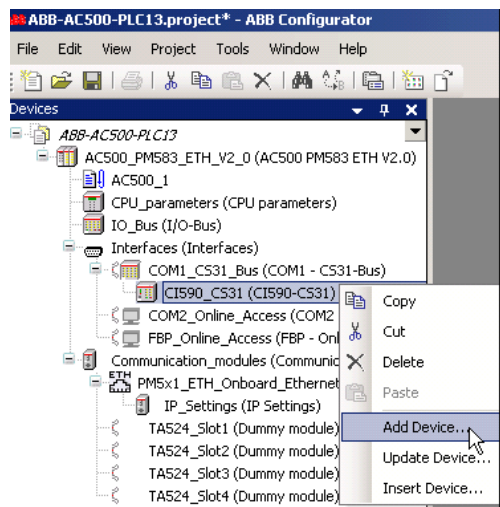 ABB-AC500-PLC13.project* - ABB Configurator
File Edit View Project Tools Window Help
Devices
ABB-AC500-PLC13
AC500_PM583_ETH_V2_0 (AC500 PM583 ETH V2.0)
AC500_1
CPU_parameters (CPU parameters)
IO_Bus (I/O-Bus)
Interfaces (Interfaces)
COM1_CS31_Bus (COM1 - CS31-Bus)
CI590_CS31 (CI590-CS31)
COM2_Online_Access (COM2
FBP_Online_Access (FBP - Onl
Communication_modules (Communic
ETH
PM5x1_ETH_Onboard_Ethernet
IP_Settings (IP Settings)
TA524_Slot1 (Dummy module)
TA524_Slot2 (Dummy module)
TA524_Slot3 (Dummy module)
TA524_Slot4 (Dummy module)
Copy
Cut
Delete
Paste
Add Device...
Update Device...
Insert Device...